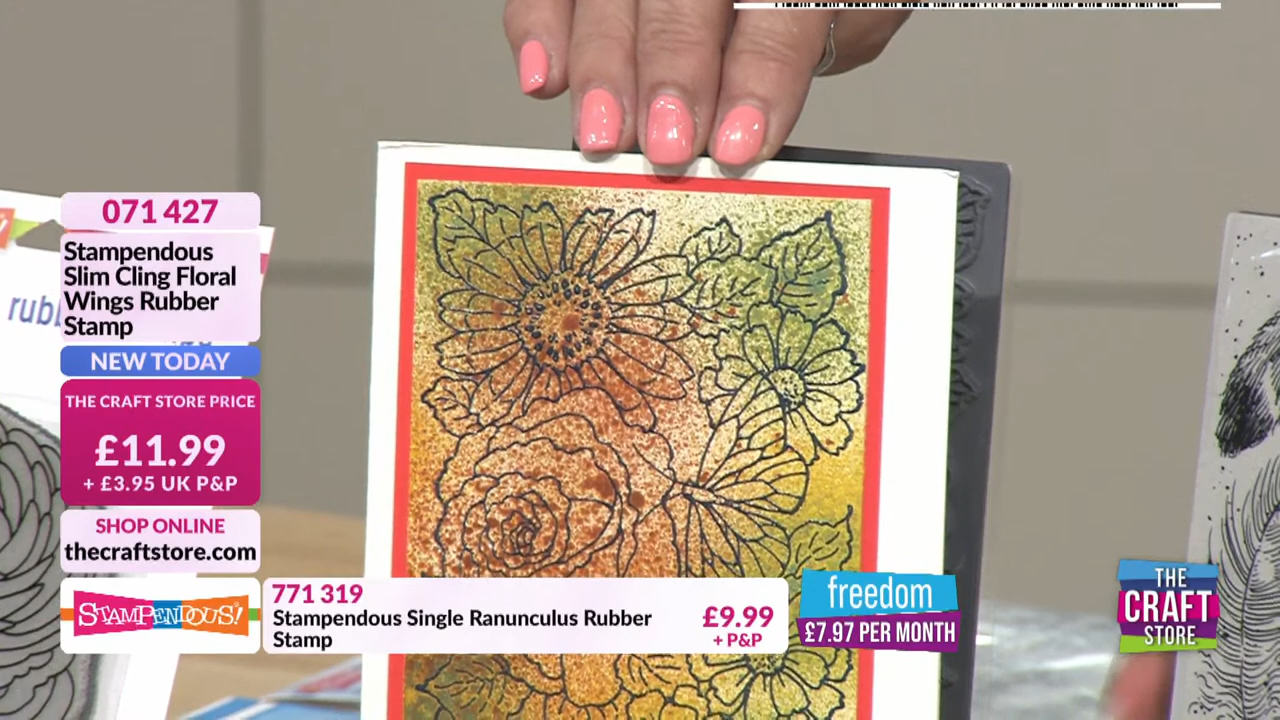 071 427
Stampendous
Slim Cling Floral
Wings Rubber
Stamp
NEW TODAY
THE CRAFT STORE PRICE
£11.99
+ £3.95 UK P&P
SHOP ONLINE
thecraftstore.com
STAMPENDOUS!
771 319
Stampendous Single Ranunculus Rubber
Stamp
£9.99
+ P&P
freedom
£7.97 PER MONTH
THE
CRAFT
STORE